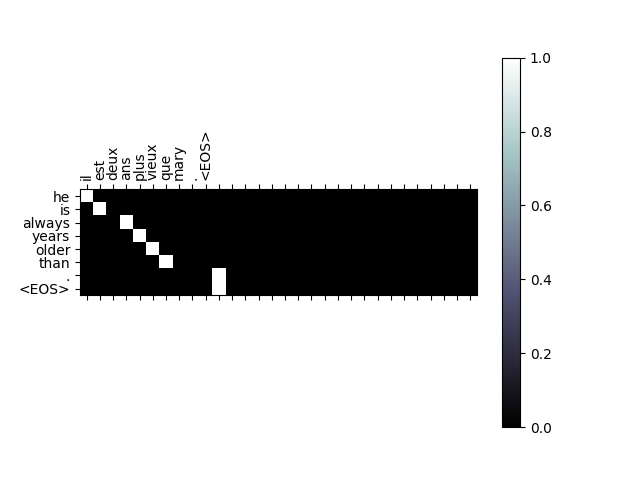 il est deux ans plus vieux que mary . <EOS>
he
is
always
years
older
than
.
<EOS>
1.0
0.8
0.6
0.4
0.2
0.0